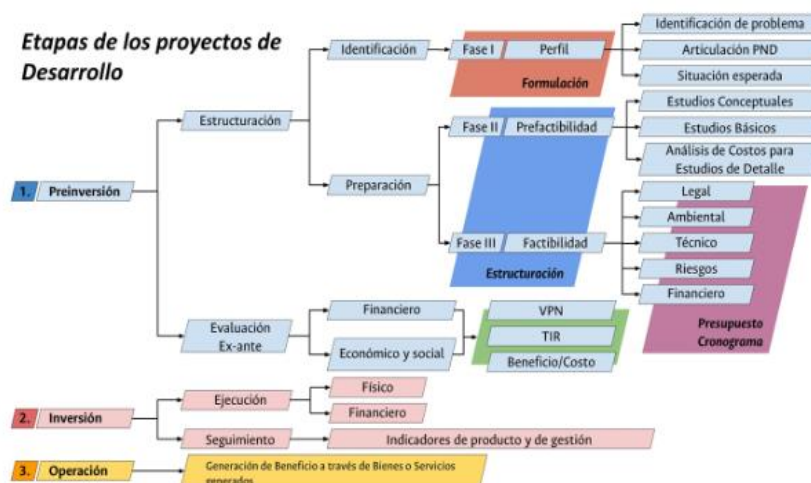 Etapas de los proyectos de
Desarrollo
Identificación
Fase I
Perfil
Formulación
Identificación de problema
Articulación PND
Situación esperada
Estructuración
Preparación
Fase II
Prefactibilidad
Estudios Conceptuales
Estudios Básicos
Análisis de Costos para
Estudios de Detalle
1. Preinversión
Fase III
Factibilidad
Estructuración
Legal
Ambiental
Técnico
Riesgos
Financiero
Presupuesto
Cronograma
Evaluación
Ex-ante
Financiero
Económico y social
VPN
TIR
Beneficio/Costo
2. Inversión
Ejecución
Físico
Financiero
Seguimiento
Indicadores de producto y de gestión
3. Operación
Generación de Beneficio a través de Bienes o Servicios